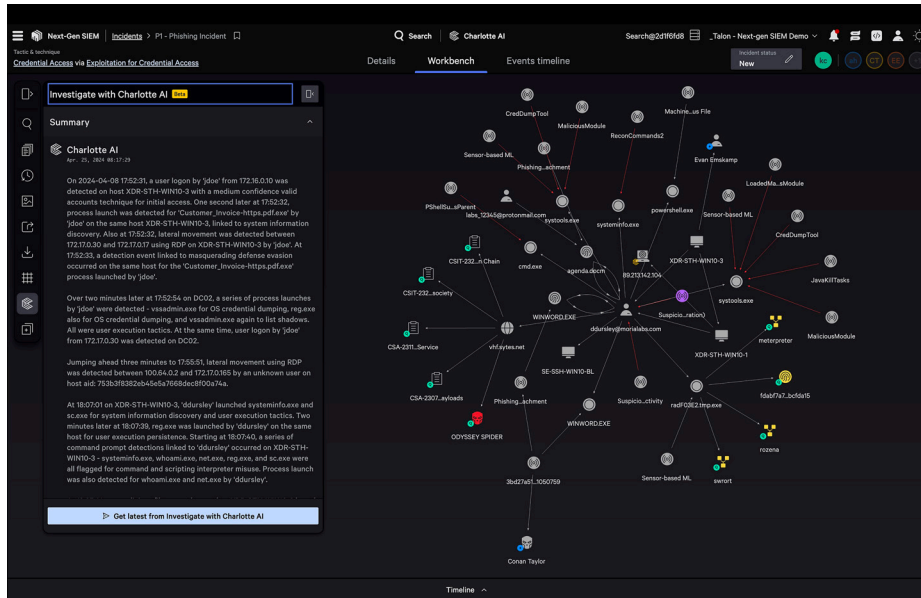 Next-Gen SIEM
Incidents > P1 - Phishing Incident
Search
Charlotte AI
Search@2d1f6fd8
_Talon - Next-gen SIEM Demo
Tactic & technique
Credential Access via Exploitation for Credential Access
Details
Workbench
Events timeline
Incident status
New
kc
CT
EE
Investigate with Charlotte AI Beta
Summary
Charlotte AI
Apr. 25, 2024 08:17:29
On 2024-04-08 17:52:31, a user logon by 'jdoe' from 172.16.0.10 was
detected on host XDR-STH-WIN10-3 with a medium confidence valid
accounts technique for initial access. One second later at 17:52:32,
process launch was detected for 'Customer_Invoice-https.pdf.exe' by
'jdoe' on the same host XDR-STH-WIN10-3, linked to system information
discovery. Also at 17:52:32, lateral movement was detected between
172.17.0.30 and 172.17.0.17 using RDP on XDR-STH-WIN10-3 by 'jdoe'. At
17:52:33, a detection event linked to masquerading defense evasion
occurred on the same host for the 'Customer_Invoice-https.pdf.exe'
process launched by 'jdoe'.
Over two minutes later at 17:52:54 on DC02, a series of process launches
by 'jdoe' were detected - vssadmin.exe for OS credential dumping, reg.exe
also for OS credential dumping, and vssadmin.exe again to list shadows.
All were user execution tactics. At the same time, user logon by 'jdoe'
from 172.17.0.30 was detected on DC02.
Jumping ahead three minutes to 17:55:51, lateral movement using RDP
was detected between 100.64.0.2 and 172.17.0.165 by an unknown user on
host aid: 753b3f8382eb45e5a7668dec8f00a74a.
At 18:07:01 on XDR-STH-WIN10-3, 'ddursley' launched systeminfo.exe and
sc.exe for system information discovery and user execution tactics. Two
minutes later at 18:07:39, reg.exe was launched by 'ddursley' on the same
host for user execution persistence. Starting at 18:07:40, a series of
command prompt detections linked to 'ddursley' occurred on XDR-STH-
WIN10-3 - systeminfo.exe, whoami.exe, net.exe, reg.exe, and sc.exe were
all flagged for command and scripting interpreter misuse. Process launch
was also detected for whoami.exe and net.exe by 'ddursley'.
Get latest from Investigate with Charlotte AI
CredDumpTool
MaliciousModule
Machine...us File
ReconCommands2
Sensor-based ML
Phishing...achment
Evan Emskamp
LoadedMa...sModule
PShellSu...sParent
labs_12345@protonmail.com
systools.exe
systeminfo.exe
powershell.exe
Sensor-based ML
CredDumpTool
CSIT-232...n Chain
cmd.exe
agenda.docm
89.213.142.104
XDR-STH-WIN10-3
JavaKillTasks
CSIT-232...society
WINWORD.EXE
Suspicio...ration)
systools.exe
ddursley@morialabs.com
CSA-2311...Service
vhf.sytes.net
meterpreter
MaliciousModule
SE-SSH-WIN10-BL
XDR-STH-WIN10-1
CSA-2307...ayloads
Phishing...achment
Suspicio...ctivity
radF03E2.tmp.exe
fdabf7a7...bcfda15
ODYSSEY SPIDER
WINWORD.EXE
rozena
3bd27a51...1050759
Sensor-based ML
swrort
Conan Taylor
Timeline